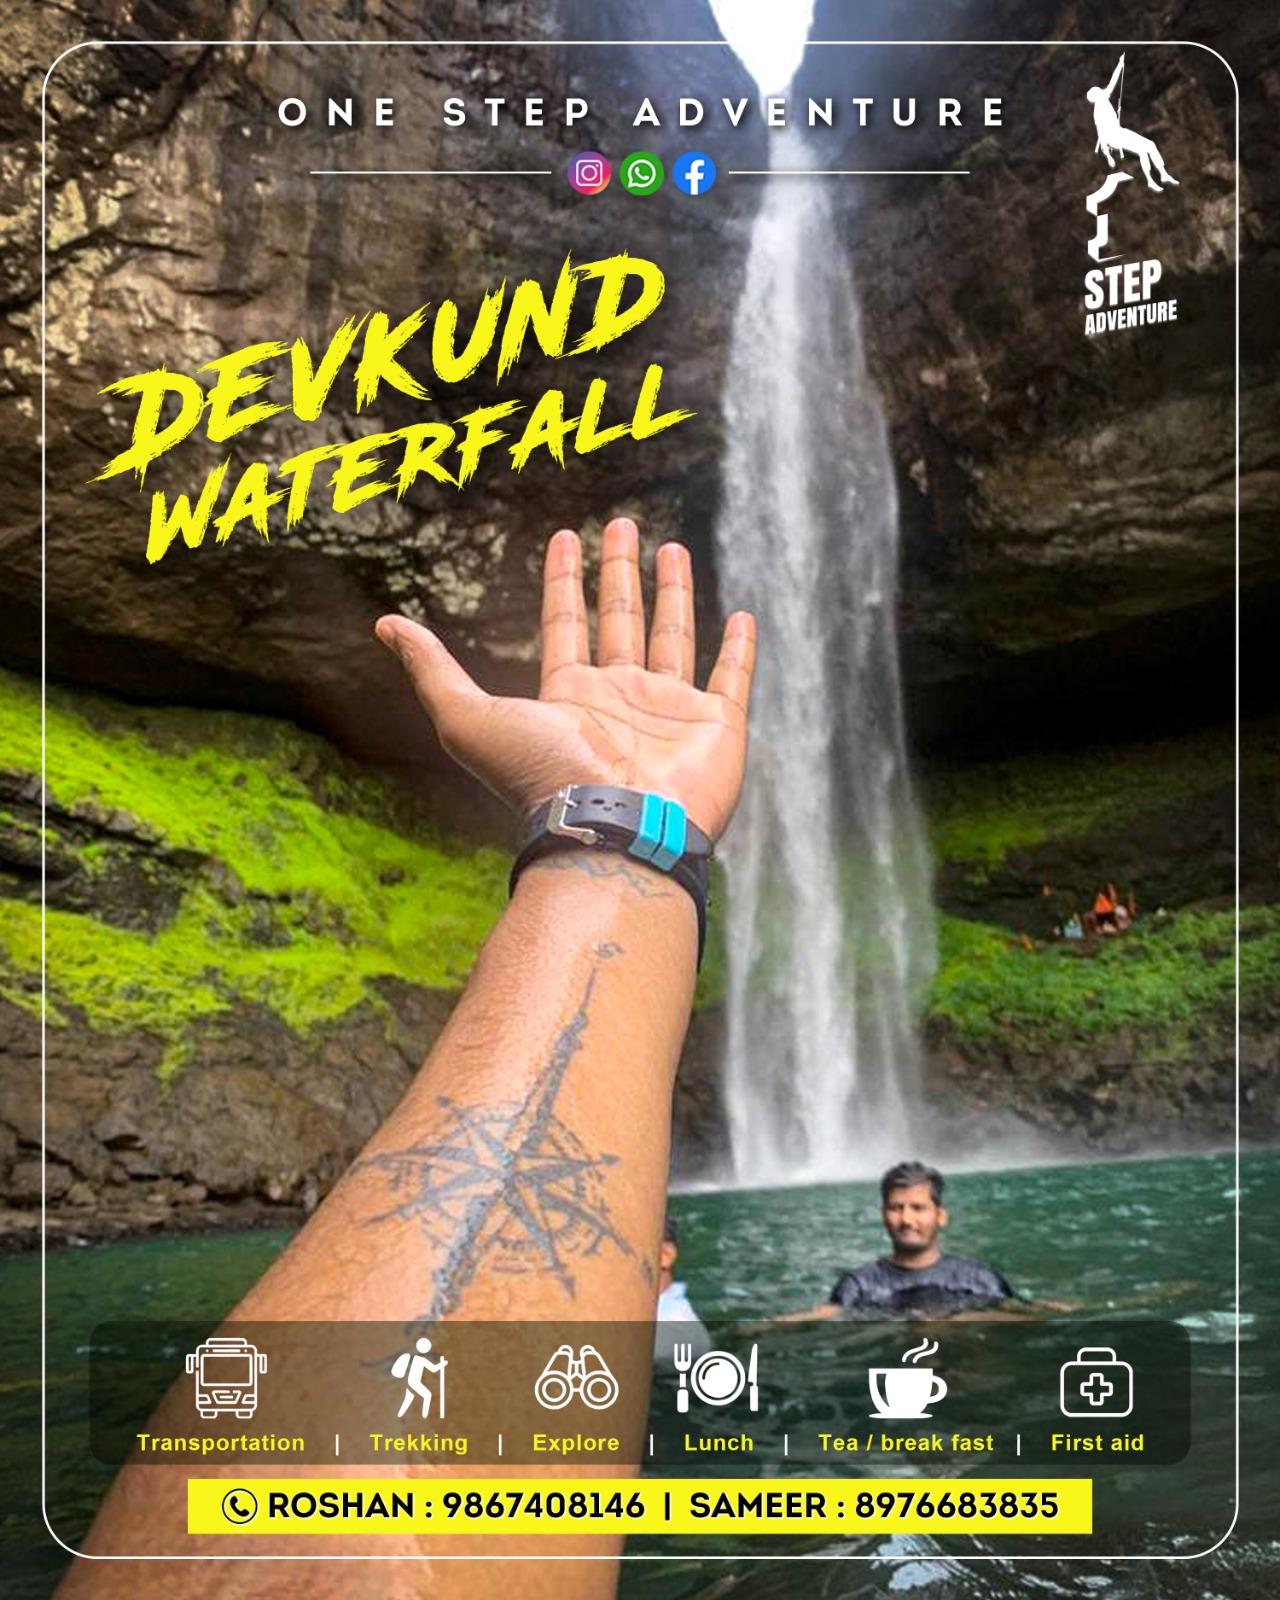 ONE STEP ADVENTURE
STEP
ADVENTURE
DEVKUND
WATERFALL
Transportation | Trekking | Explore | Lunch | Tea / break fast | First aid
ROSHAN : 9867408146 | SAMEER : 8976683835